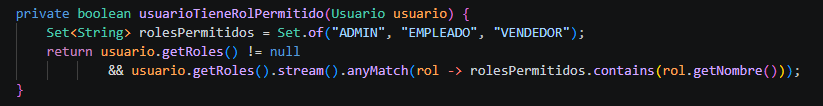 private boolean usuarioTieneRolPermitido(Usuario usuario) {
    Set<String> rolesPermitidos = Set.of("ADMIN", "EMPLEADO", "VENDEDOR");
    return usuario.getRoles() != null
            && usuario.getRoles().stream().anyMatch(rol -> rolesPermitidos.contains(rol.getNombre()));
}